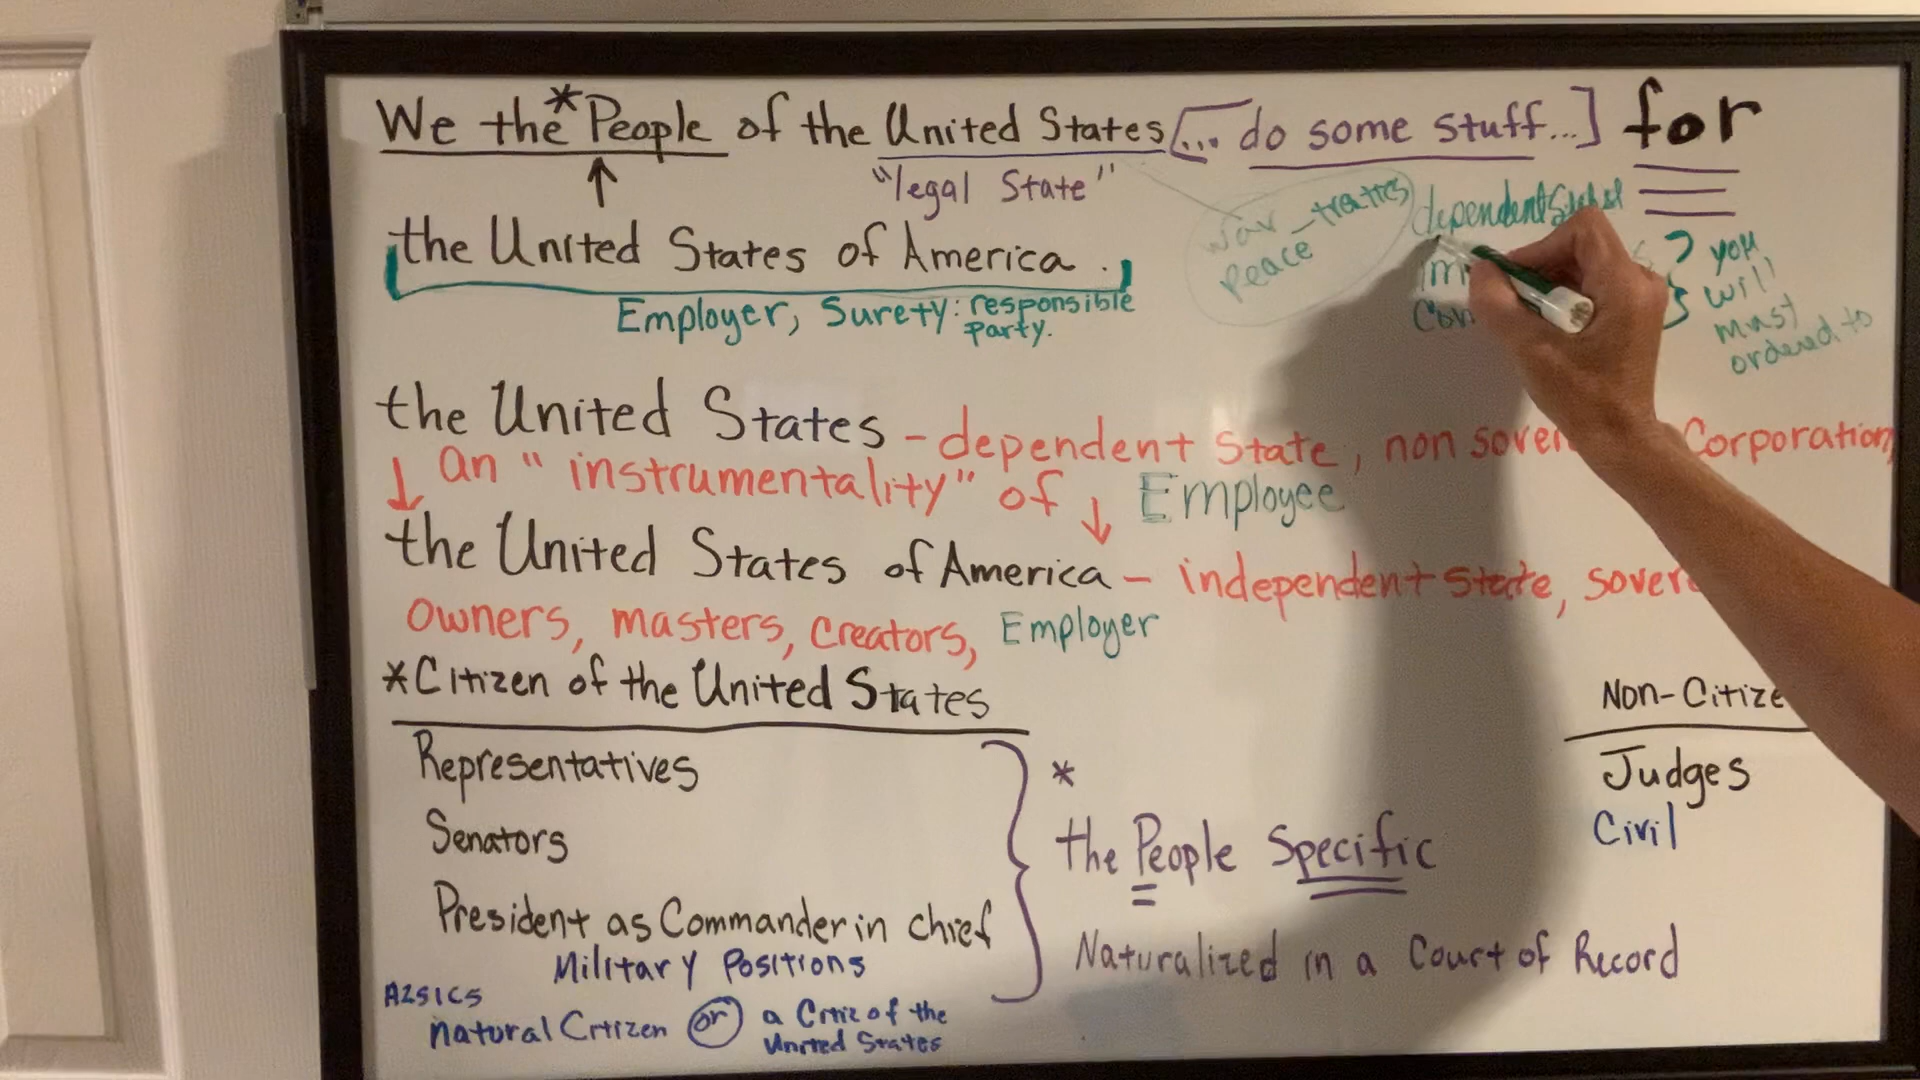 We the *People of the United States [... do some stuff...] for
"legal State"
the United States of America.
Employer, Surety: responsible
party.
war - treaties
Peace
dependent
you
will
must
ordered to
the United States - dependent State, non Corporation,
↓ an "instrumentality" of ↓ Employee
the United States of America - independent State,
owners, masters, creators, Employer
*Citizen of the United States
Representatives
Senators
President as Commander in chief
Military Positions
A2S1C5
natural Citizen or a Citiz of the
United States
*
the People Specific
Naturalized in a Court of Record
Judges
Civil